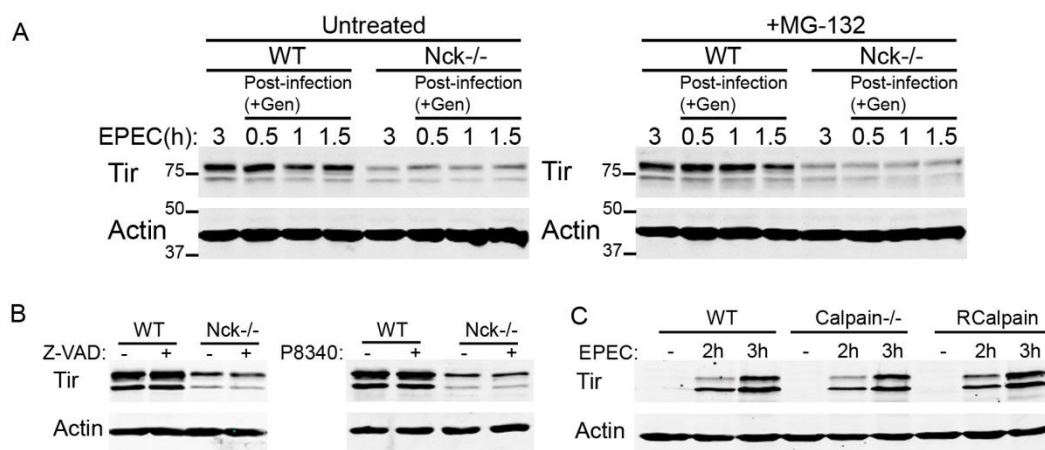 A
Untreated
WT Nck-/-
Post-infection (+Gen) Post-infection (+Gen)
EPEC(h): 3 0.5 1 1.5 3 0.5 1 1.5
Tir 75
Actin 50
37
+MG-132
WT Nck-/-
Post-infection (+Gen) Post-infection (+Gen)
3 0.5 1 1.5 3 0.5 1 1.5
Tir 75
Actin 50
37
B
WT Nck-/-
Z-VAD: - + - +
Tir
Actin
WT Nck-/-
P8340: - + - +
C
WT Calpain-/- RCalpain
EPEC: - 2h 3h - 2h 3h - 2h 3h
Tir
Actin